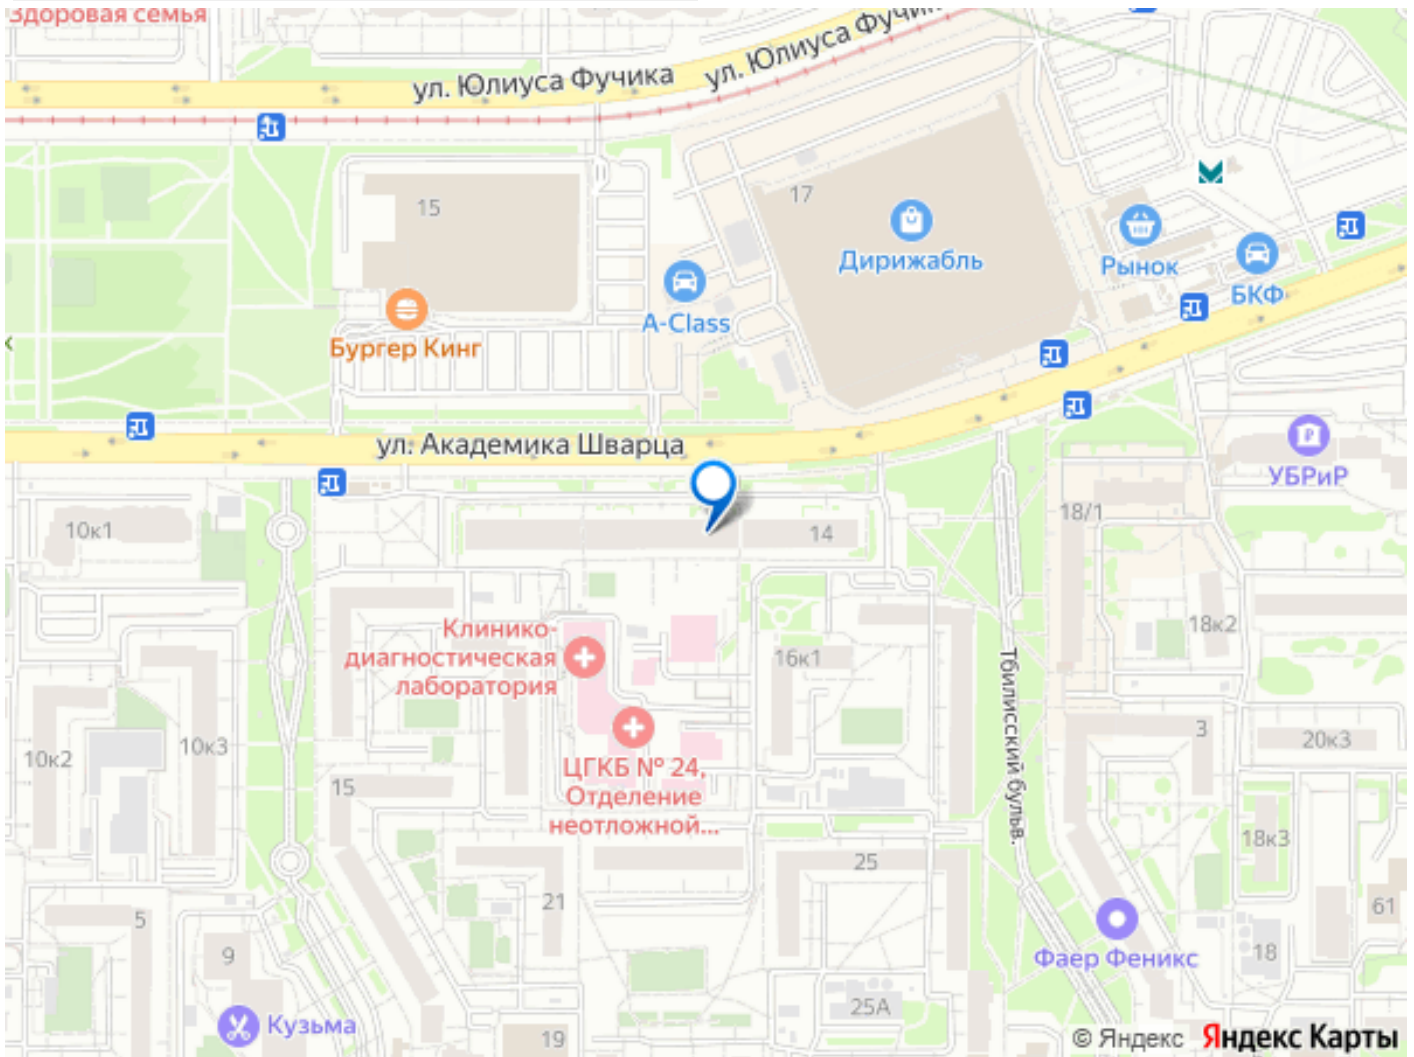 Здоровая семья
ул. Юлиуса Фучика
ул. Юлиуса Фучик
15
17
Дирижабль
Рынок
БКФ
A-Class
Бургер Кинг
к
ул. Академика Шварца
УБРиР
10к1
14
18/1
18к2
Клинико-
диагностическая
лаборатория
16к1
Тбилисский бульв.
10к2
10к3
3
20к3
15
ЦГКБ № 24,
Отделение
неотложной...
18к3
25
21
5
61
9
Фаер Феникс
18
25А
Кузьма
19
© Яндекс Яндекс Карты